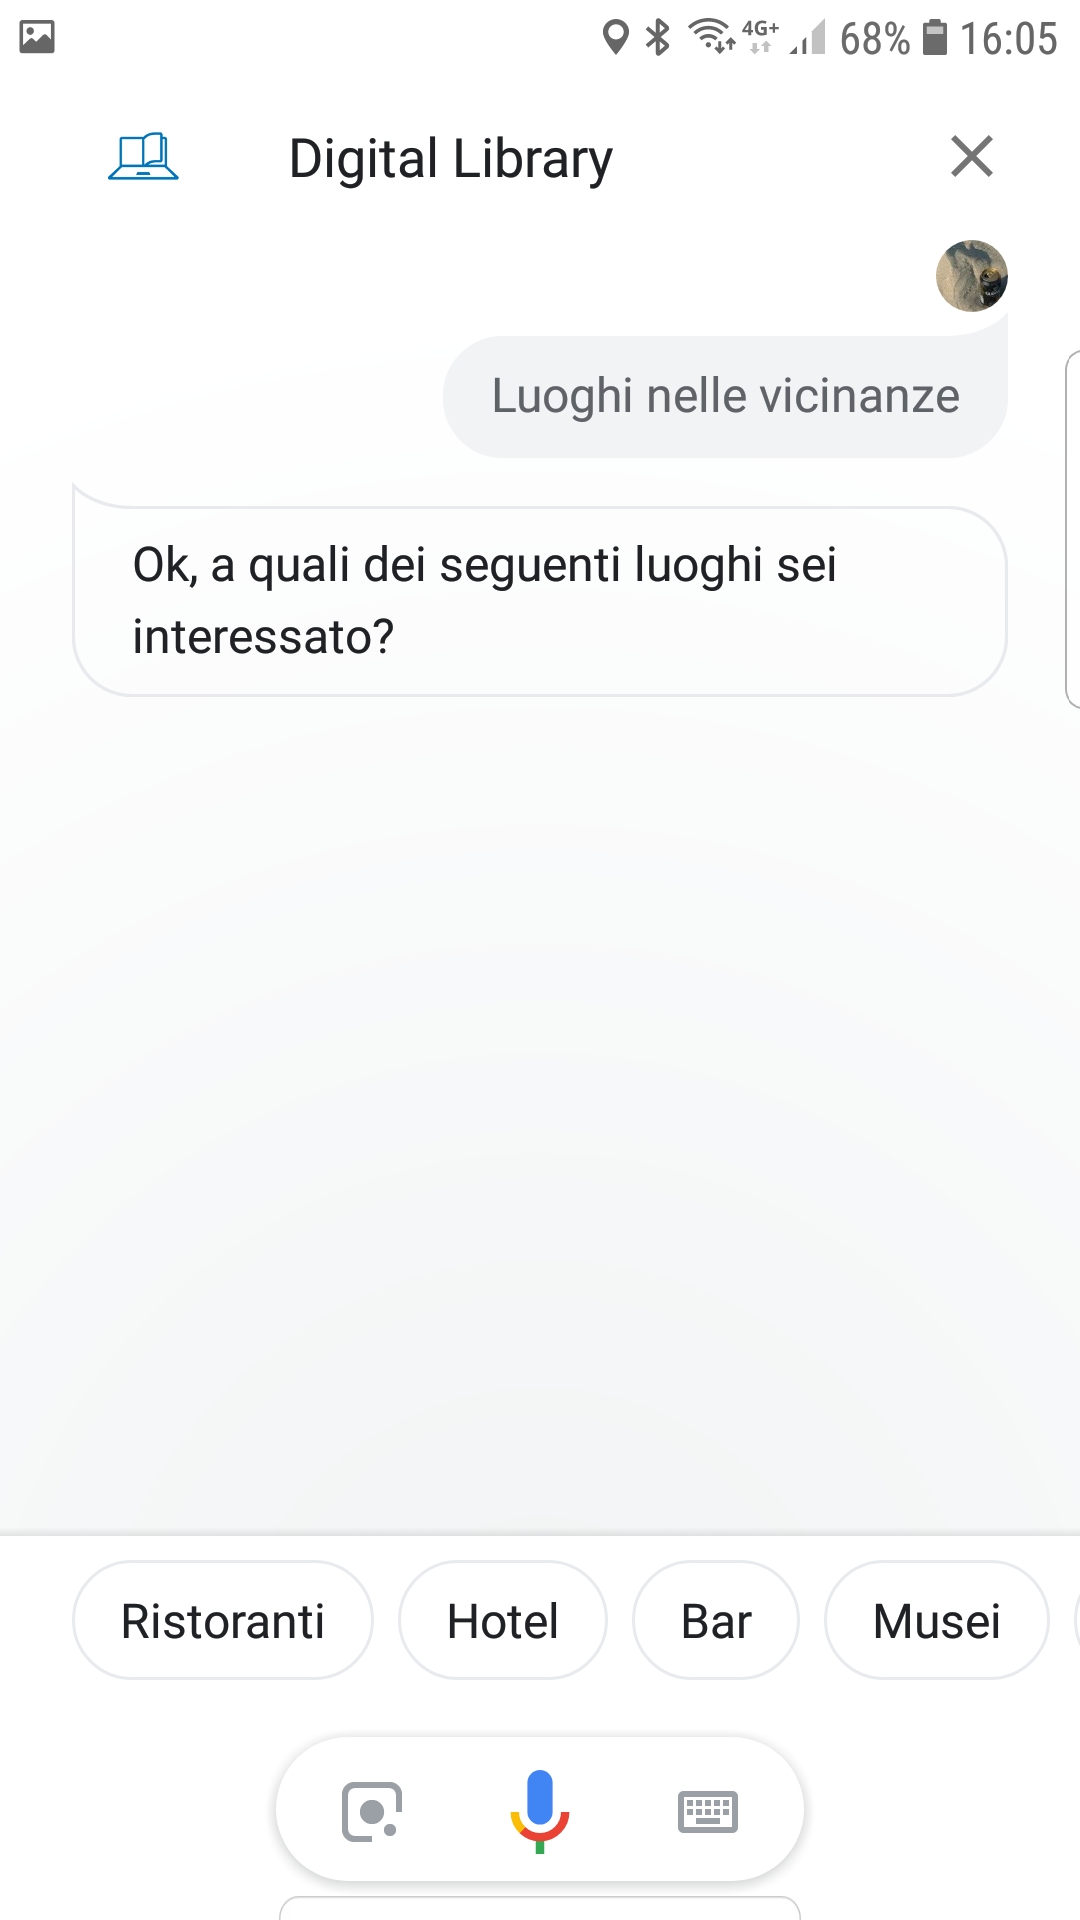 4G+ 68% 16:05
Digital Library
Luoghi nelle vicinanze
Ok, a quali dei seguenti luoghi sei
interessato?
Ristoranti Hotel Bar Musei